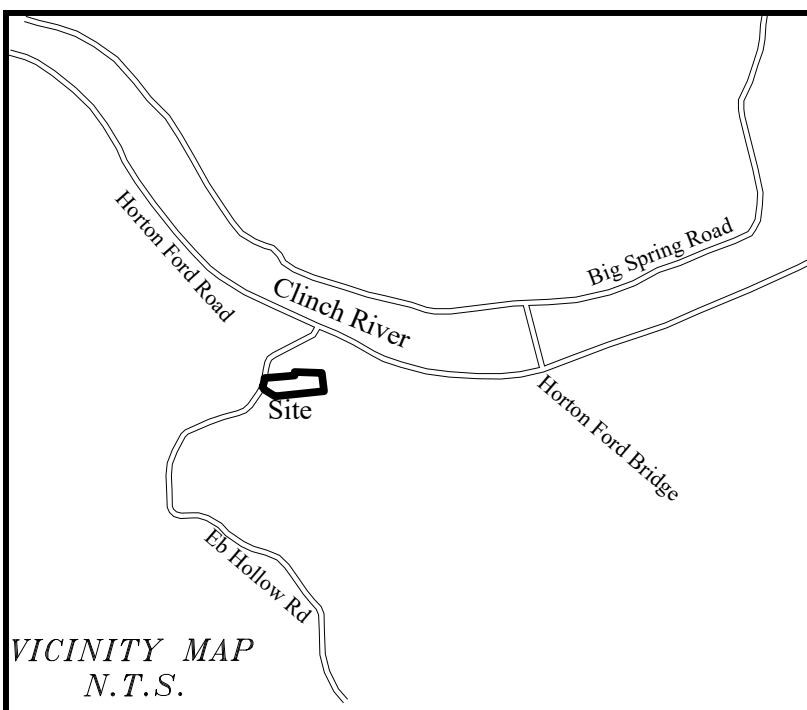 Big Spring Road
Horton Ford Road
Clinch River
Site
Horton Ford Bridge
Eb Hollow Rd
VICINITY MAP
N.T.S.